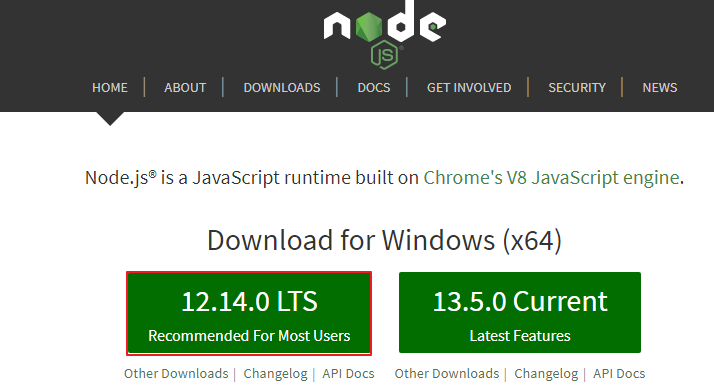 node
JS®
HOME | ABOUT | DOWNLOADS | DOCS | GET INVOLVED | SECURITY | NEWS
Node.js® is a JavaScript runtime built on Chrome's V8 JavaScript engine.
Download for Windows (x64)
12.14.0 LTS
Recommended For Most Users
13.5.0 Current
Latest Features
Other Downloads | Changelog | API Docs
Other Downloads | Changelog | API Docs